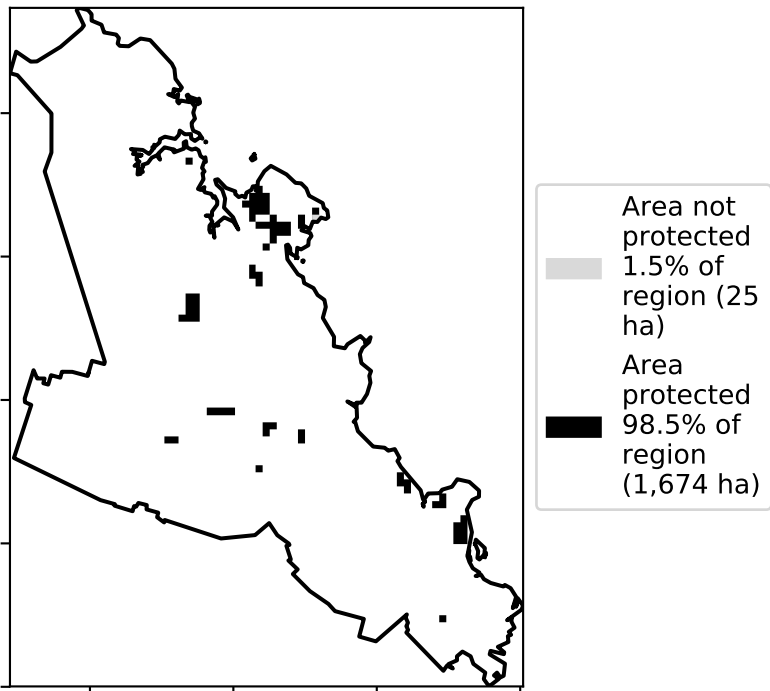 Area not
protected
1.5% of
region (25
ha)
Area
protected
98.5% of
region
(1,674 ha)